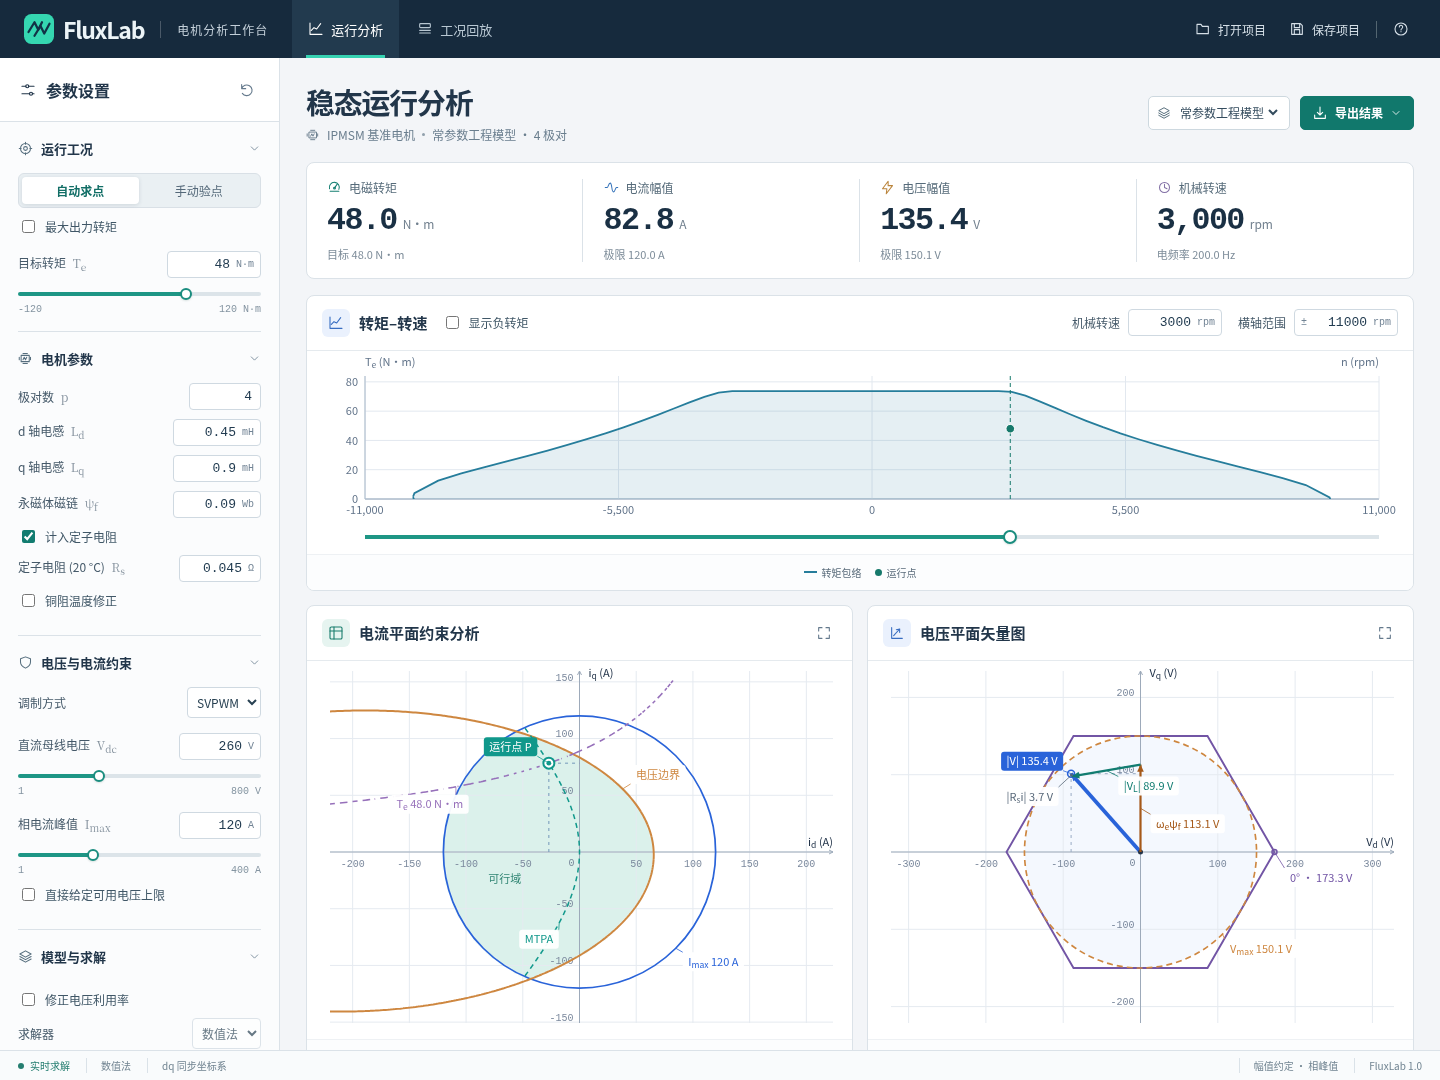 FluxLab
电机分析工作台
运行分析
工况回放
打开项目
保存项目
参数设置
运行工况
自动求点
手动验点
最大出力转矩
目标转矩 Te 48 N·m
-120 120 N·m
电机参数
极对数 p 4
d 轴电感 Ld 0.45 mH
q 轴电感 Lq 0.9 mH
永磁体磁链 ψf 0.09 Wb
计入定子电阻
定子电阻 (20 °C) Rs 0.045 Ω
铜阻温度修正
电压与电流约束
调制方式 SVPWM
直流母线电压 Vdc 260 V
1 800 V
相电流峰值 Imax 120 A
1 400 A
直接给定可用电压上限
模型与求解
修正电压利用率
求解器 数值法
稳态运行分析
IPMSM 基准电机 · 常参数工程模型 · 4 极对
常参数工程模型
导出结果
电磁转矩
48.0 N·m
目标 48.0 N·m
电流幅值
82.8 A
极限 120.0 A
电压幅值
135.4 V
极限 150.1 V
机械转速
3,000 rpm
电频率 200.0 Hz
转矩–转速
显示负转矩
机械转速 3000 rpm
横轴范围 ± 11000 rpm
Te (N·m)
n (rpm)
80
60
40
20
0
-11,000 -5,500 0 5,500 11,000
转矩包络 运行点
电流平面约束分析
iq (A)
150
100
50
-50
-100
-150
运行点 P
电压边界
Te 48.0 N·m
id (A)
-200 -150 -100 -50 0 50 100 150 200
可行域
MTPA
Imax 120 A
电压平面矢量图
Vq (V)
200
100
-100
-200
|V| 135.4 V
|VL| 89.9 V
|Rsi| 3.7 V
ωeψf 113.1 V
Vd (V)
-300 -200 -100 0 100 200 300
0° · 173.3 V
Vmax 150.1 V
实时求解
数值法
dq 同步坐标系
幅值约定 · 相峰值
FluxLab 1.0